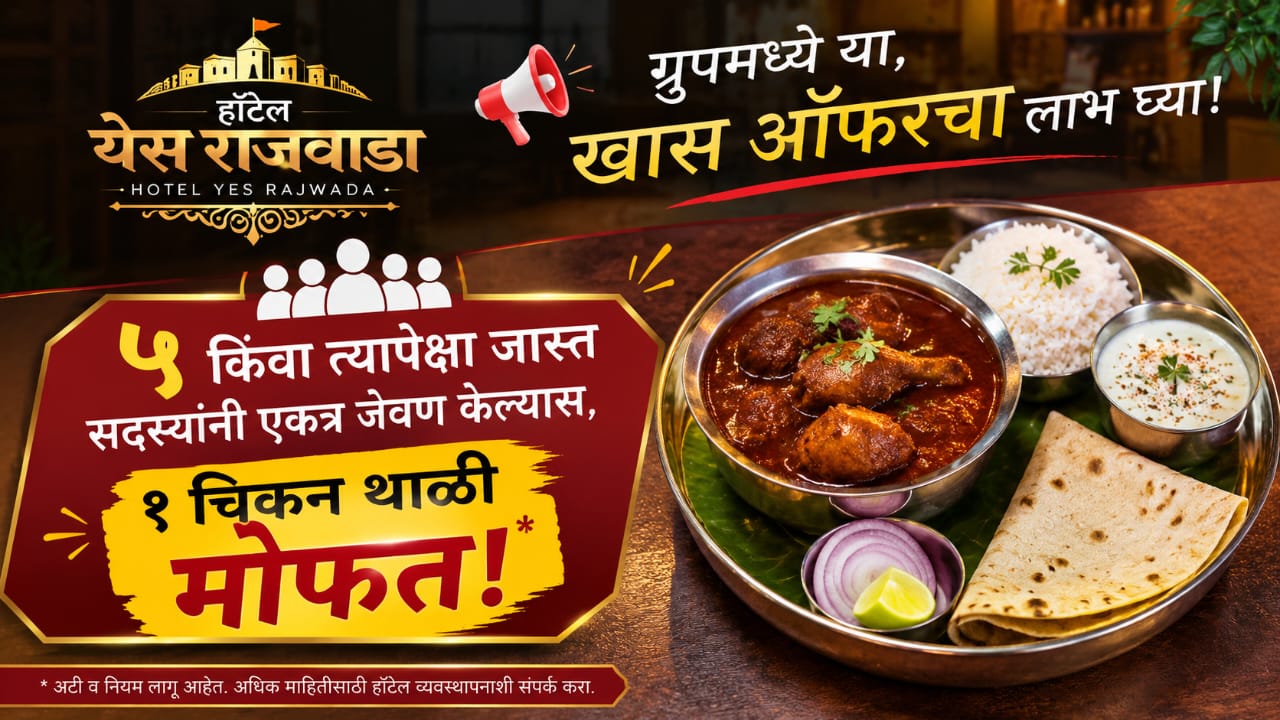 हॉटेल
येस राजवाडा
HOTEL YES RAJWADA
ग्रुपमध्ये या,
खास ऑफरचा लाभ घ्या!
५ किंवा त्यापेक्षा जास्त
सदस्यांनी एकत्र जेवण केल्यास,
१ चिकन थाळी
मोफत!*
* अटी व नियम लागू आहेत. अधिक माहितीसाठी हॉटेल व्यवस्थापनाशी संपर्क करा.